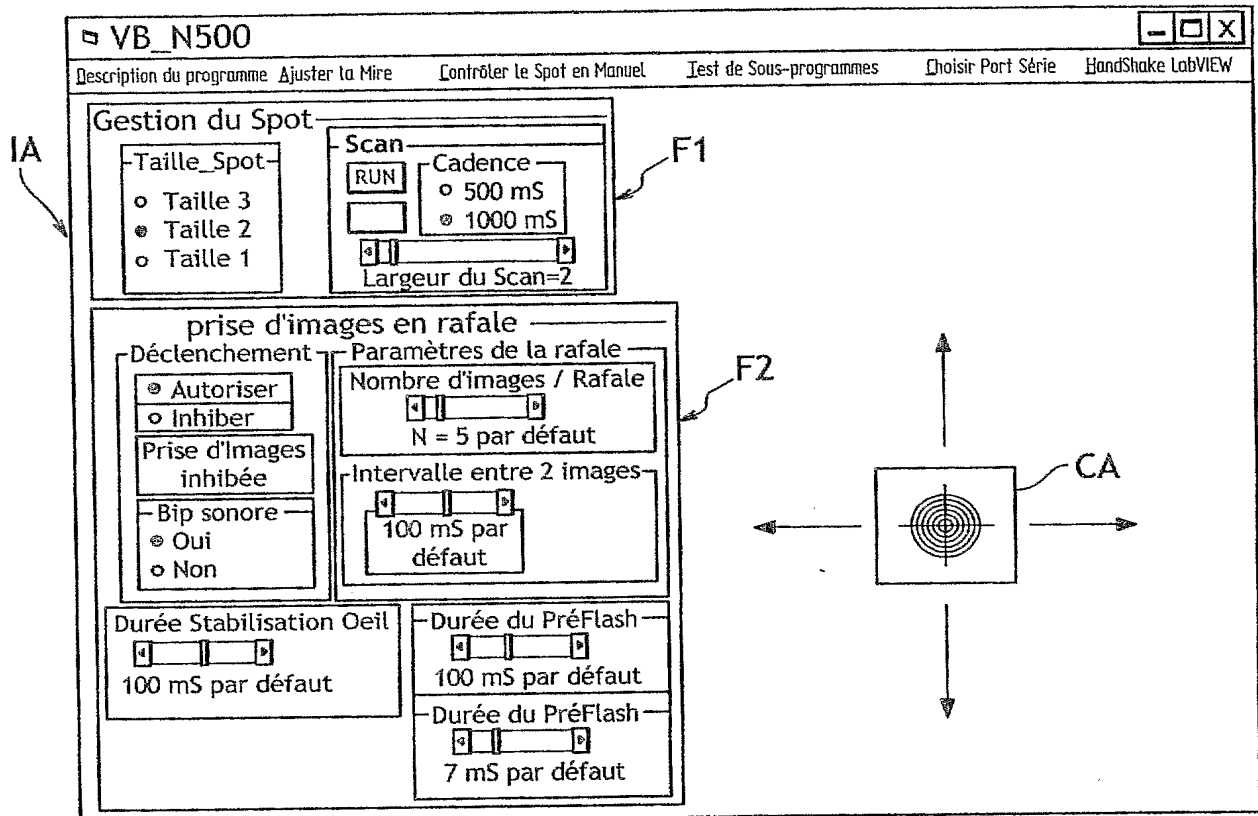 VB_N500
Description du programme Ajuster la Mire Contrôler le Spot en Manuel Test de Sous-programmes Choisir Port Série HandShake LabVIEW
IA
Gestion du Spot
Taille_Spot
Taille 3
Taille 2
Taille 1
Scan
RUN
Cadence
500 mS
1000 mS
Largeur du Scan=2
F1
prise d'images en rafale
Déclenchement
Autoriser
Inhiber
Prise d'Images
inhibée
Bip sonore
Oui
Non
Paramètres de la rafale
Nombre d'images / Rafale
N = 5 par défaut
Intervalle entre 2 images
100 mS par
défaut
F2
CA
Durée Stabilisation Oeil
100 mS par défaut
Durée du PréFlash
100 mS par défaut
Durée du PréFlash
7 mS par défaut